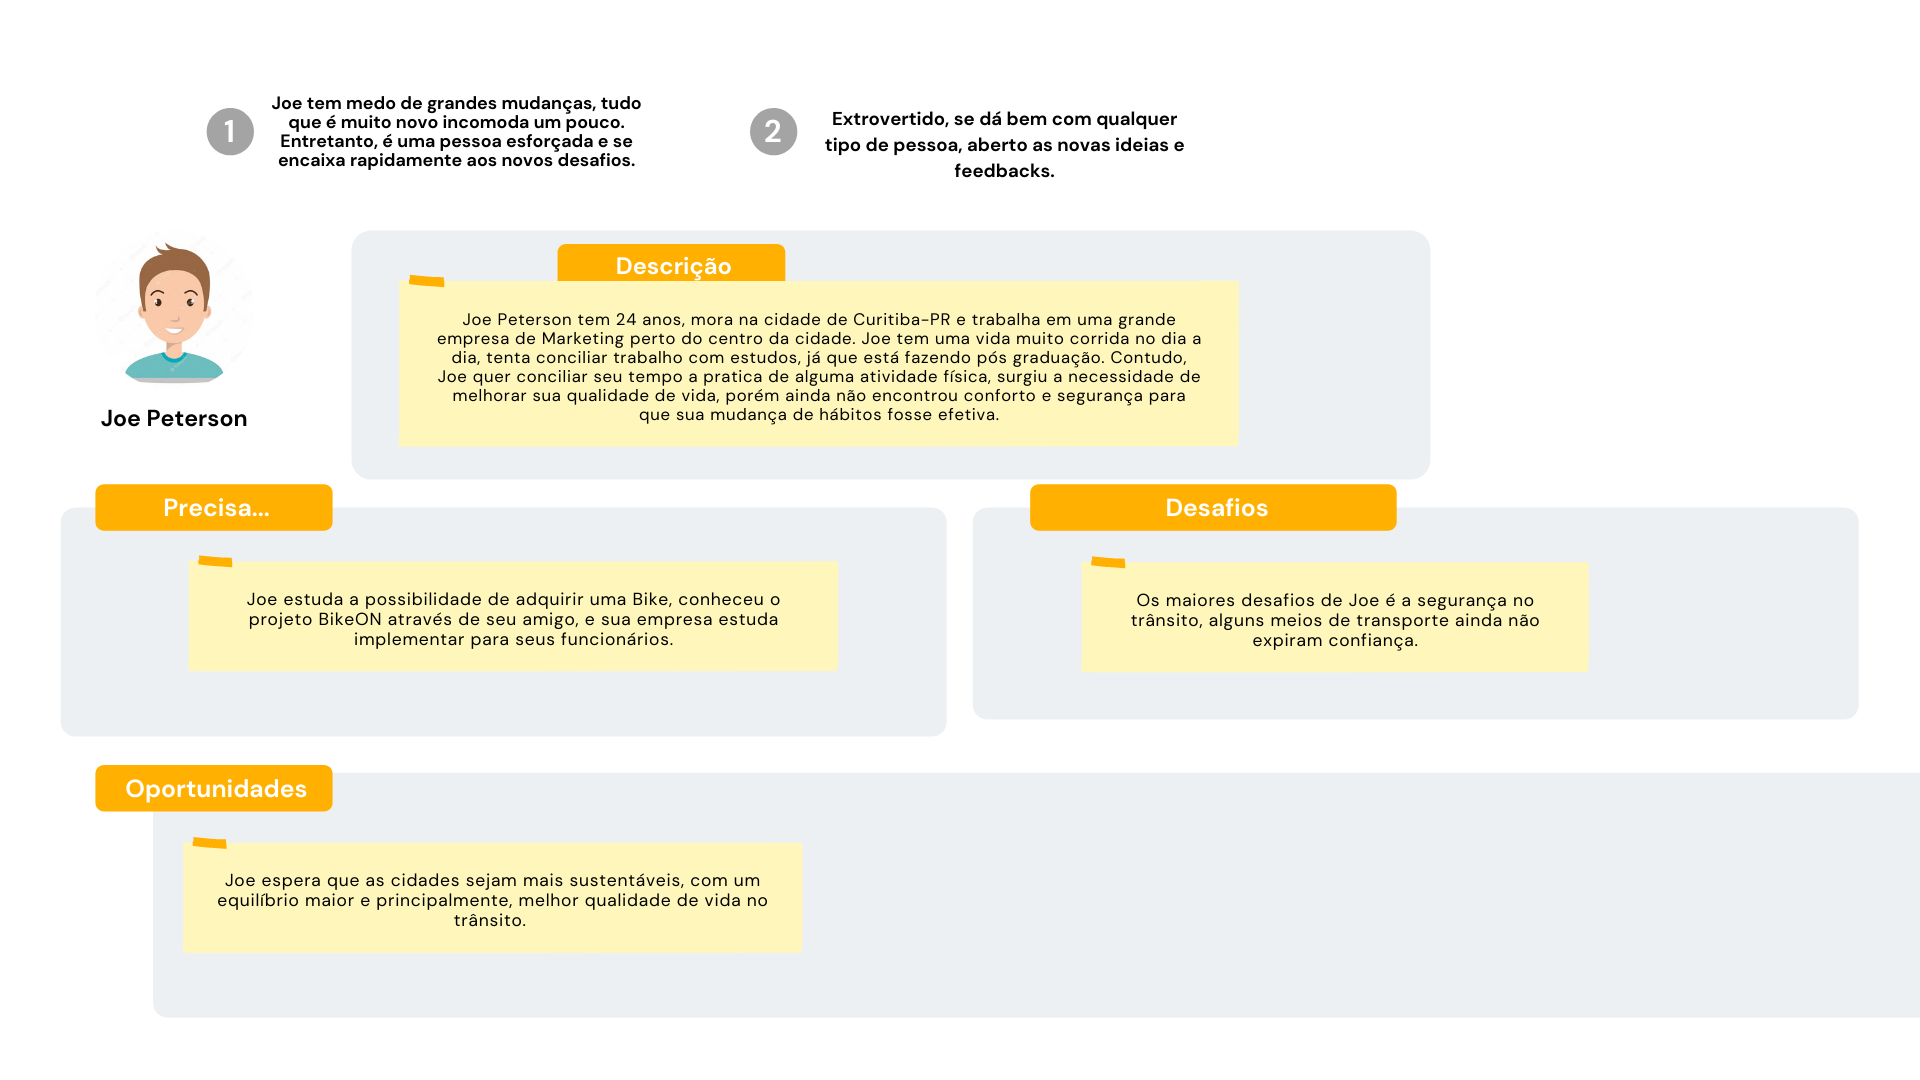 1
Joe tem medo de grandes mudanças, tudo
que é muito novo incomoda um pouco.
Entretanto, é uma pessoa esforçada e se
encaixa rapidamente aos novos desafios.
2
Extrovertido, se dá bem com qualquer
tipo de pessoa, aberto as novas ideias e
feedbacks.
Joe Peterson
Descrição
Joe Peterson tem 24 anos, mora na cidade de Curitiba-PR e trabalha em uma grande
empresa de Marketing perto do centro da cidade. Joe tem uma vida muito corrida no dia a
dia, tenta conciliar trabalho com estudos, já que está fazendo pós graduação. Contudo,
Joe quer conciliar seu tempo a pratica de alguma atividade física, surgiu a necessidade de
melhorar sua qualidade de vida, porém ainda não encontrou conforto e segurança para
que sua mudança de hábitos fosse efetiva.
Precisa...
Joe estuda a possibilidade de adquirir uma Bike, conheceu o
projeto BikeON através de seu amigo, e sua empresa estuda
implementar para seus funcionários.
Desafios
Os maiores desafios de Joe é a segurança no
trânsito, alguns meios de transporte ainda não
expiram confiança.
Oportunidades
Joe espera que as cidades sejam mais sustentáveis, com um
equilíbrio maior e principalmente, melhor qualidade de vida no
trânsito.